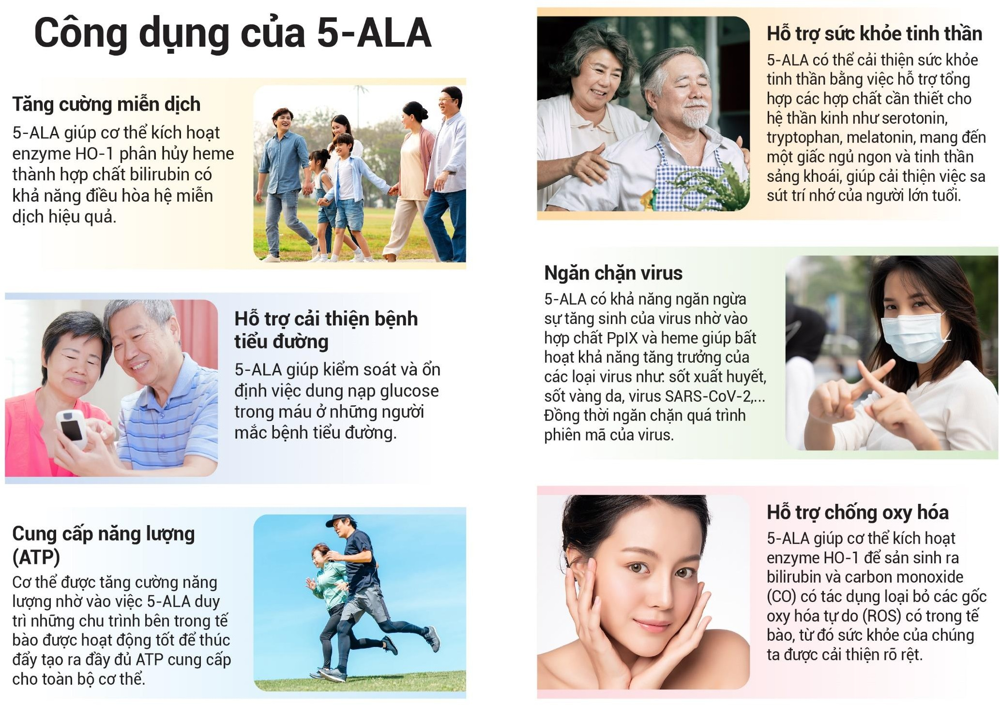 Công dụng của 5-ALA
Tăng cường miễn dịch
5-ALA giúp cơ thể kích hoạt
enzyme HO-1 phân hủy heme
thành hợp chất bilirubin có
khả năng điều hòa hệ miễn
dịch hiệu quả.
Hỗ trợ cải thiện bệnh
tiểu đường
5-ALA giúp kiểm soát và ổn
định việc dung nạp glucose
trong máu ở những người
mắc bệnh tiểu đường.
Cung cấp năng lượng
(ATP)
Cơ thể được tăng cường năng
lượng nhờ vào việc 5-ALA duy
trì những chu trình bên trong tế
bào được hoạt động tốt để thúc
đẩy tạo ra đầy đủ ATP cung cấp
cho toàn bộ cơ thể.
Hỗ trợ sức khỏe tinh thần
5-ALA có thể cải thiện sức khỏe
tinh thần bằng việc hỗ trợ tổng
hợp các hợp chất cần thiết cho
hệ thần kinh như serotonin,
tryptophan, melatonin, mang đến
một giấc ngủ ngon và tinh thần
sảng khoái, giúp cải thiện việc sa
sút trí nhớ của người lớn tuổi.
Ngăn chặn virus
5-ALA có khả năng ngăn ngừa
sự tăng sinh của virus nhờ vào
hợp chất PpIX và heme giúp bất
hoạt khả năng tăng trưởng của
các loại virus như: sốt xuất huyết,
sốt vàng da, virus SARS-CoV-2,...
Đồng thời ngăn chặn quá trình
phiên mã của virus.
Hỗ trợ chống oxy hóa
5-ALA giúp cơ thể kích hoạt
enzyme HO-1 để sản sinh ra
bilirubin và carbon monoxide
(CO) có tác dụng loại bỏ các gốc
oxy hóa tự do (ROS) có trong tế
bào, từ đó sức khỏe của chúng
ta được cải thiện rõ rệt.